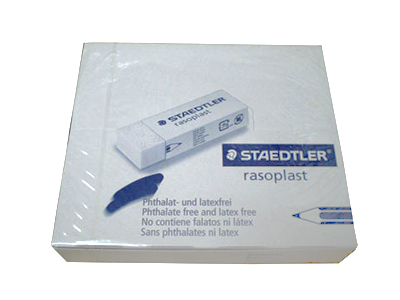 STAEDTLER
rasoplast
STAEDTLER
rasoplast
Phthalat- und latexfrei
Phthalate free and latex free
No contiene falatos ni látex
Sans phthalates ni latex